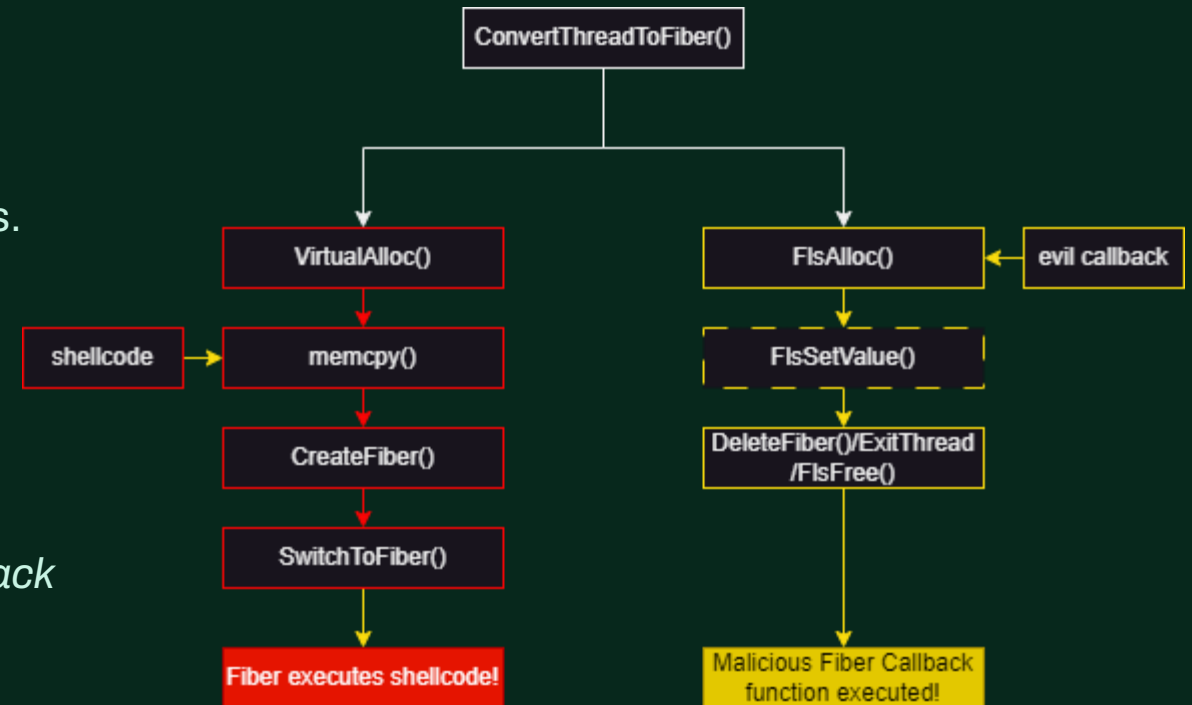 ConvertThreadToFiber()
s.
VirtualAlloc()
FlsAlloc()
evil callback
shellcode
memcpy()
FlsSetValue()
CreateFiber()
DeleteFiber()/ExitThread
/FlsFree()
SwitchToFiber()
ack
Fiber executes shellcode!
Malicious Fiber Callback
function executed!